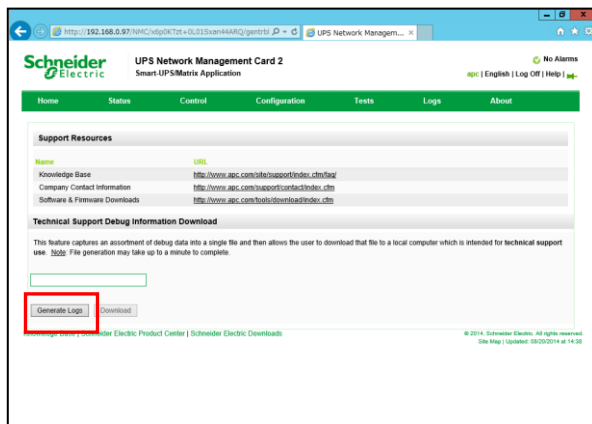 http://192.168.0.97/NMC/x6p0KTzt+0L01Sxan44ARQ/gentrbl
UPS Network Managem...
Schneider Electric
UPS Network Management Card 2
Smart-UPS/Matrix Application
No Alarms
apc | English | Log Off | Help |
Home Status Control Configuration Tests Logs About
Support Resources
Name URL
Knowledge Base http://www.apc.com/site/support/index.cfm/faq/
Company Contact Information http://www.apc.com/support/contact/index.cfm
Software & Firmware Downloads http://www.apc.com/tools/download/index.cfm
Technical Support Debug Information Download
This feature captures an assortment of debug data into a single file and then allows the user to download that file to a local computer which is intended for technical support
use. Note: File generation may take up to a minute to complete.
Generate Logs Download
Knowledge Base | Schneider Electric Product Center | Schneider Electric Downloads
© 2014, Schneider Electric. All rights reserved.
Site Map | Updated: 08/20/2014 at 14:38